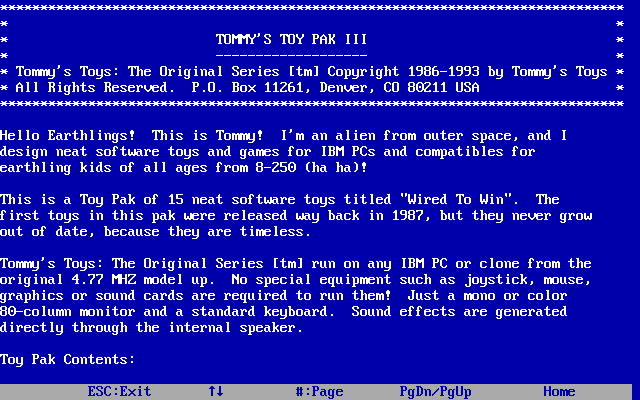 ******************************************************************************
*                                                                            *
*                          TOMMY'S TOY PAK III                               *
*                          -------------------                               *
* Tommy's Toys: The Original Series [tm] Copyright 1986-1993 by Tommy's Toys *
* All Rights Reserved.  P.O. Box 11261, Denver, CO 80211 USA                 *
******************************************************************************
Hello Earthlings!  This is Tommy!  I'm an alien from outer space, and I
design neat software toys and games for IBM PCs and compatibles for
earthling kids of all ages from 8-250 (ha ha)!
This is a Toy Pak of 15 neat software toys titled "Wired To Win".  The
first toys in this pak were released way back in 1987, but they never grow
out of date, because they are timeless.
Tommy's Toys: The Original Series [tm] run on any IBM PC or clone from the
original 4.77 MHZ model up.  No special equipment such as joystick, mouse,
graphics or sound cards are required to run them!  Just a mono or color
80-column monitor and a standard keyboard.  Sound effects are generated
directly through the internal speaker.
Toy Pak Contents:
ESC:Exit       ↑↓         #:Page       PgDn/PgUp         Home